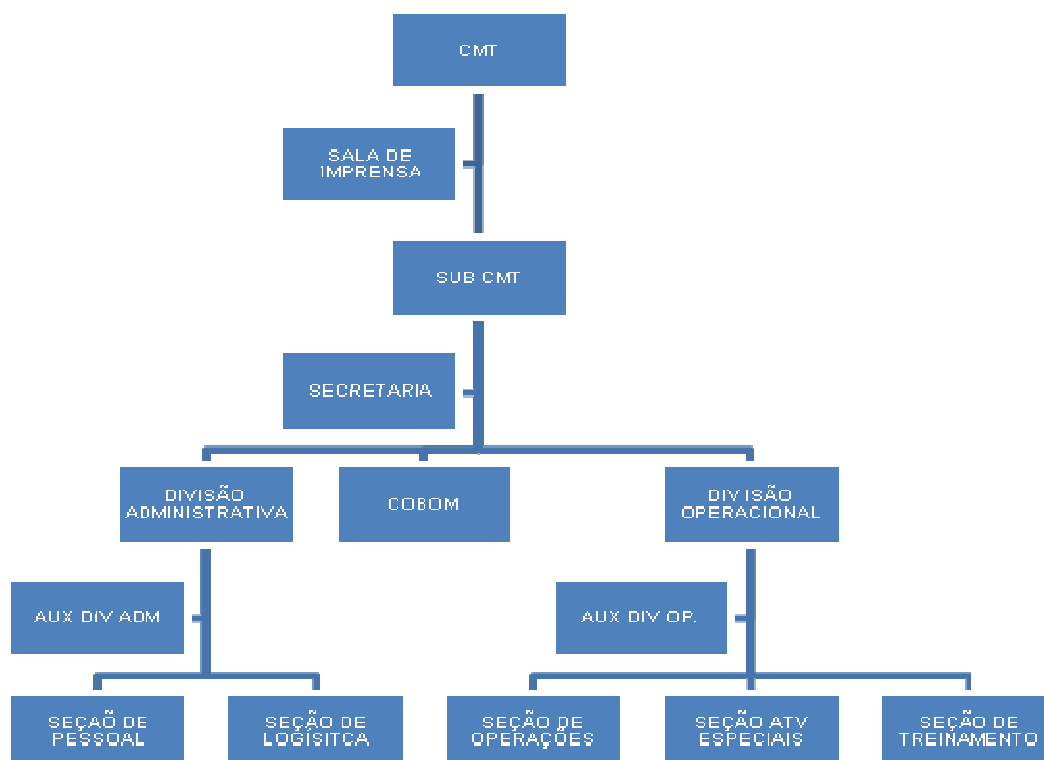 CMT
SALA DE
IMPRENSA
SUB CMT
SECRETARIA
DIVISÃO
ADMINISTRATIVA
COBOM
DIVISÃO
OPERACIONAL
AUX DIV ADM
AUX DIV OP.
SEÇAÕ DE
PESSOAL
SEÇÃO DE
LOGÍSITCA
SEÇÃO DE
OPERAÇÕES
SEÇÃO ATV
ESPECIAIS
SEÇÃO DE
TREINAMENTO